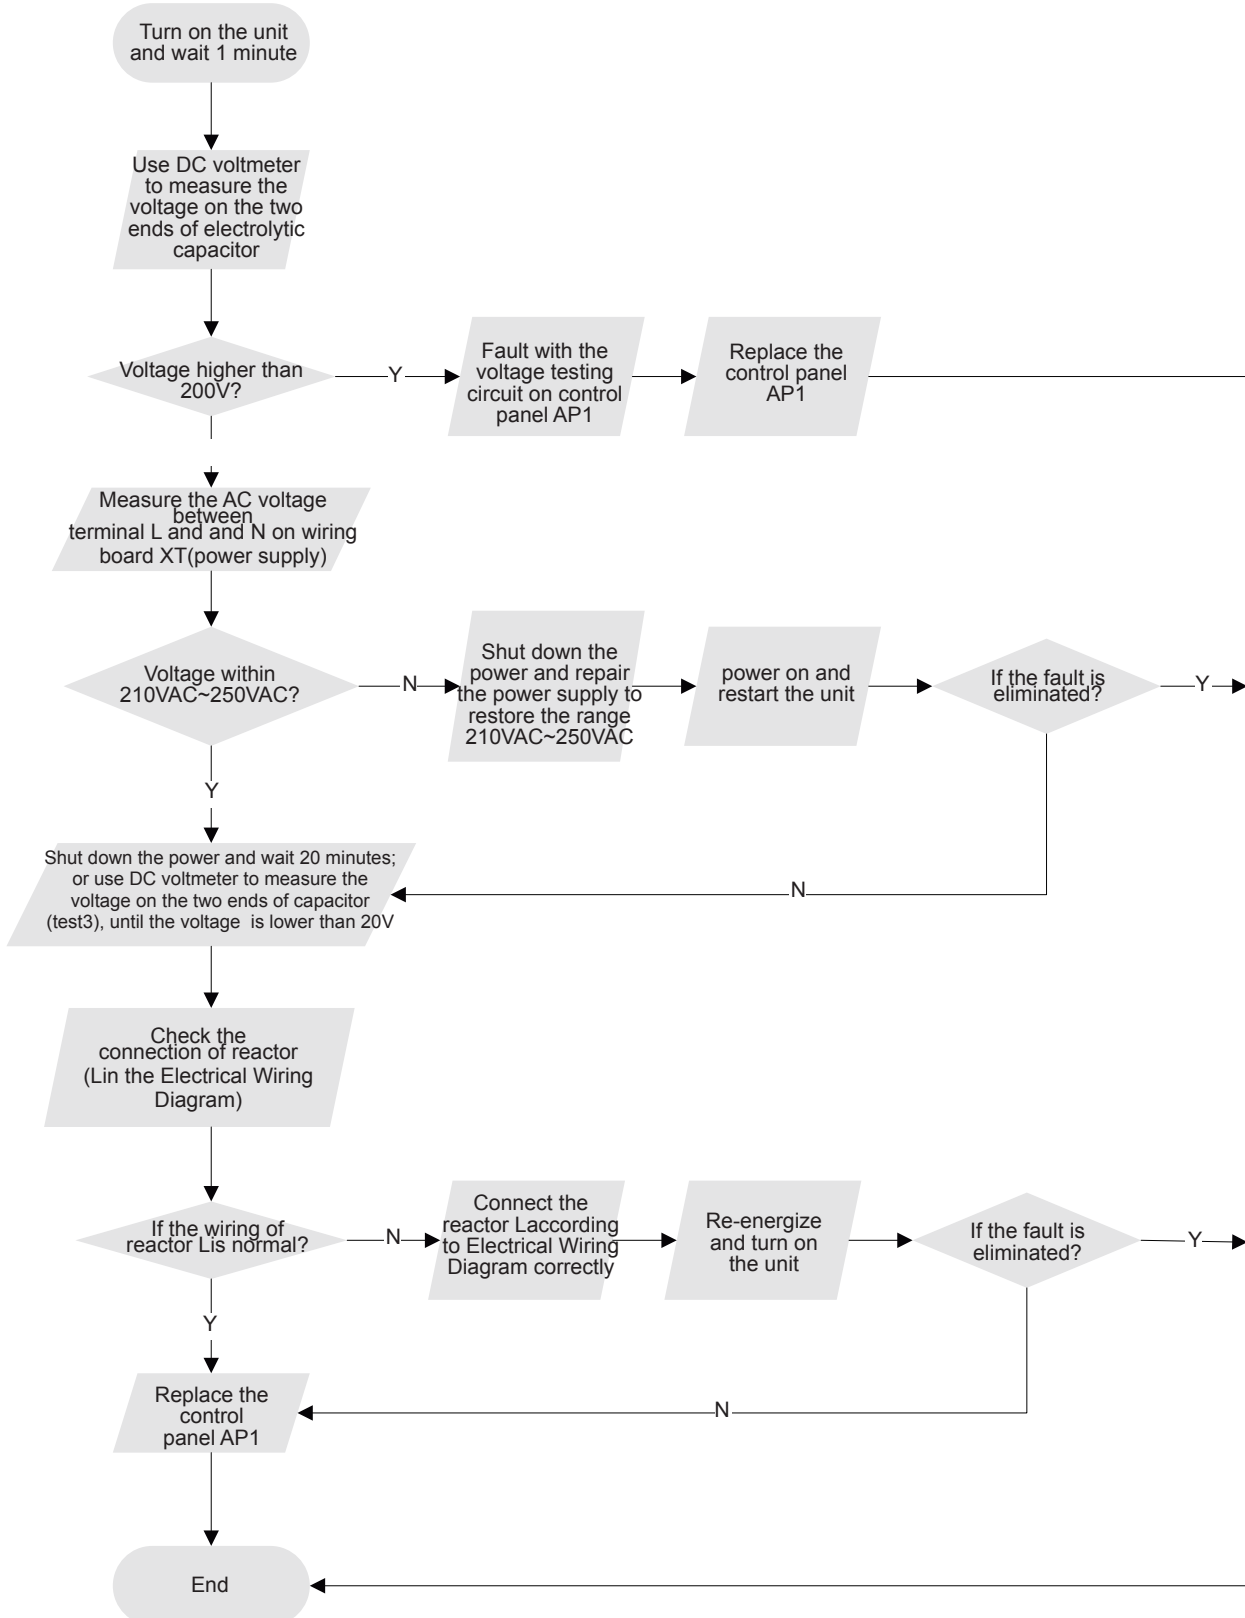 Turn on the unit
and wait 1 minute
Use DC voltmeter
to measure the
voltage on the two
ends of electrolytic
capacitor
Voltage higher than
200V?
Y
Fault with the
voltage testing
circuit on control
panel AP1
Replace the
control panel
AP1
Measure the AC voltage
between
terminal L and and N on wiring
board XT(power supply)
Voltage within
210VAC~250VAC?
N
Shut down the
power and repair
the power supply to
restore the range
210VAC~250VAC
power on and
restart the unit
If the fault is
eliminated?
Y
Y
N
Shut down the power and wait 20 minutes;
or use DC voltmeter to measure the
voltage on the two ends of capacitor
(test3), until the voltage is lower than 20V
Check the
connection of reactor
(Lin the Electrical Wiring
Diagram)
If the wiring of
reactor Lis normal?
N
Connect the
reactor Laccording
to Electrical Wiring
Diagram correctly
Re-energize
and turn on
the unit
If the fault is
eliminated?
Y
Y
N
Replace the
control
panel AP1
End